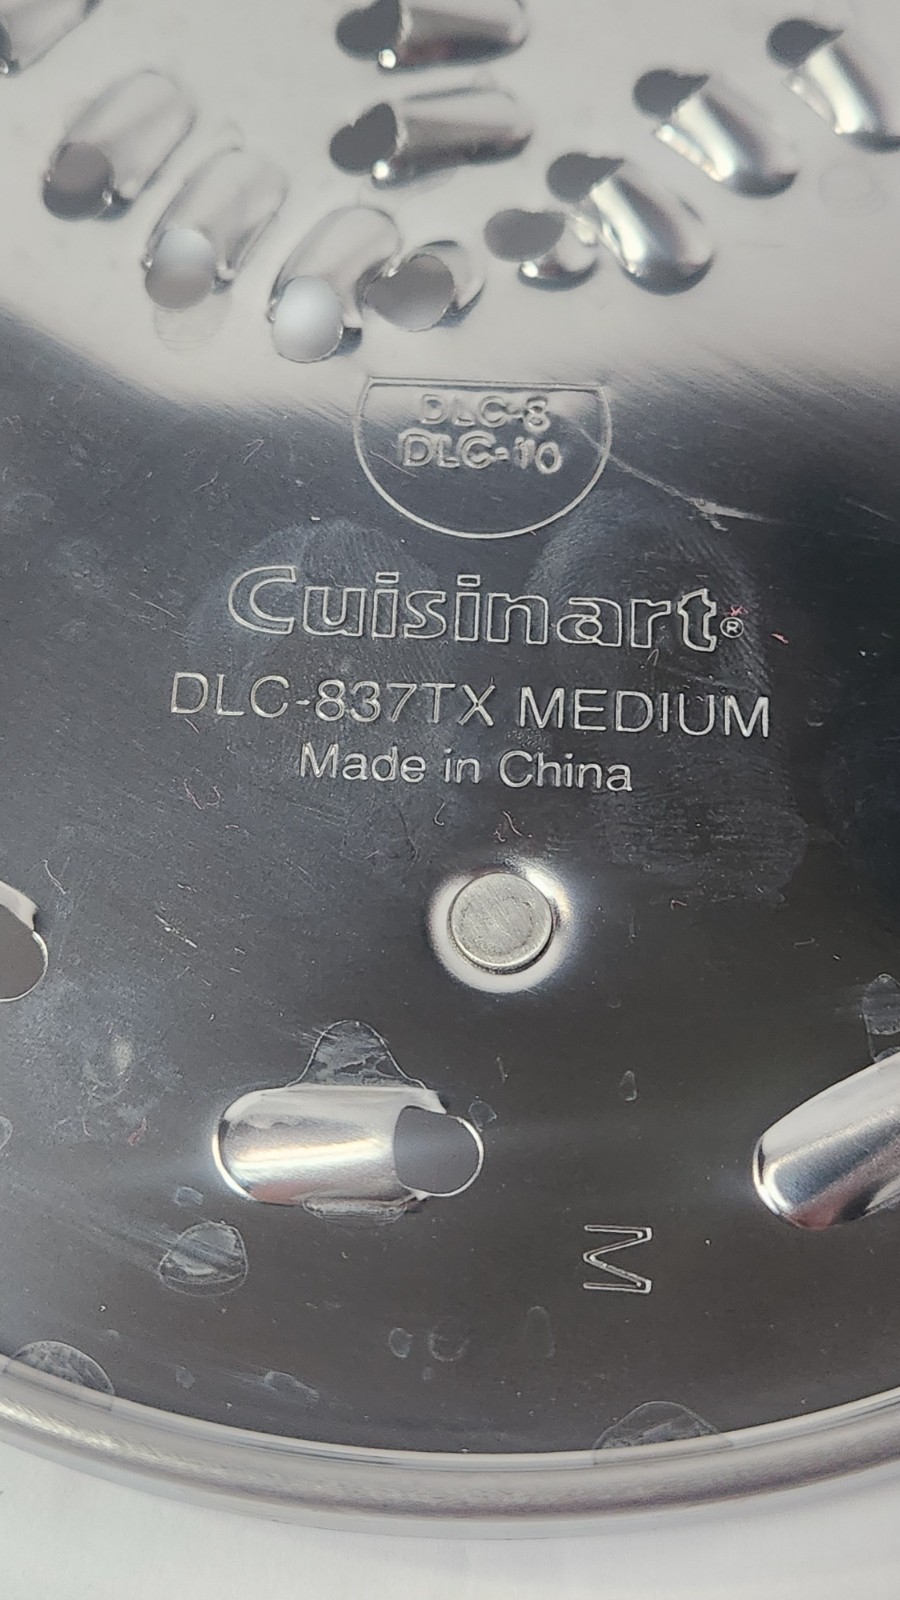 DLC-8
DLC-10
Cuisinart®
DLC-837TX MEDIUM
Made in China
M